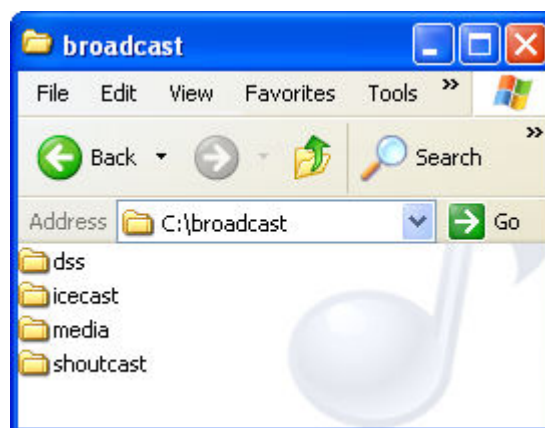 broadcast
File Edit View Favorites Tools »
Back Search »
Address C:\broadcast Go
dss
icecast
media
shoutcast